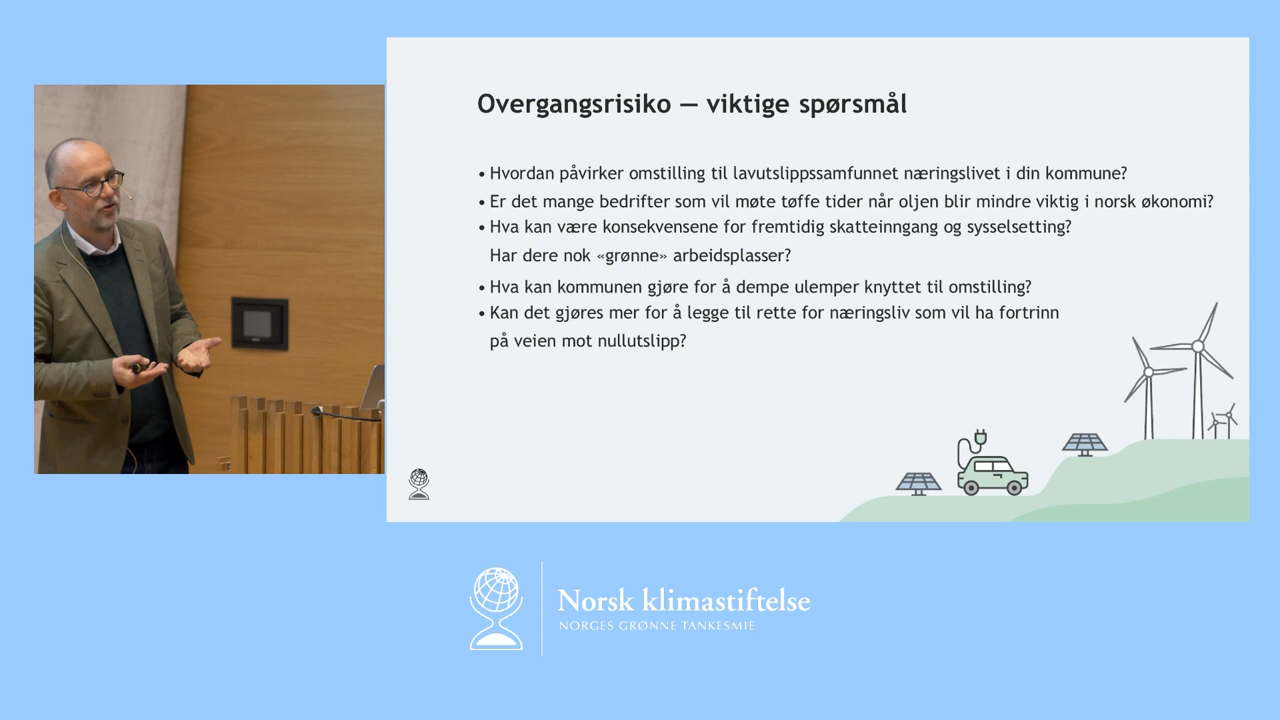 Overgangsrisiko — viktige spørsmål
• Hvordan påvirker omstilling til lavutslippssamfunnet næringslivet i din kommune?
• Er det mange bedrifter som vil møte tøffe tider når oljen blir mindre viktig i norsk økonomi?
• Hva kan være konsekvensene for fremtidig skatteinngang og sysselsetting?
Har dere nok «grønne» arbeidsplasser?
• Hva kan kommunen gjøre for å dempe ulemper knyttet til omstilling?
• Kan det gjøres mer for å legge til rette for næringsliv som vil ha fortrinn
på veien mot nullutslipp?
Norsk klimastiftelse
NORGES GRØNNE TANKESMIE